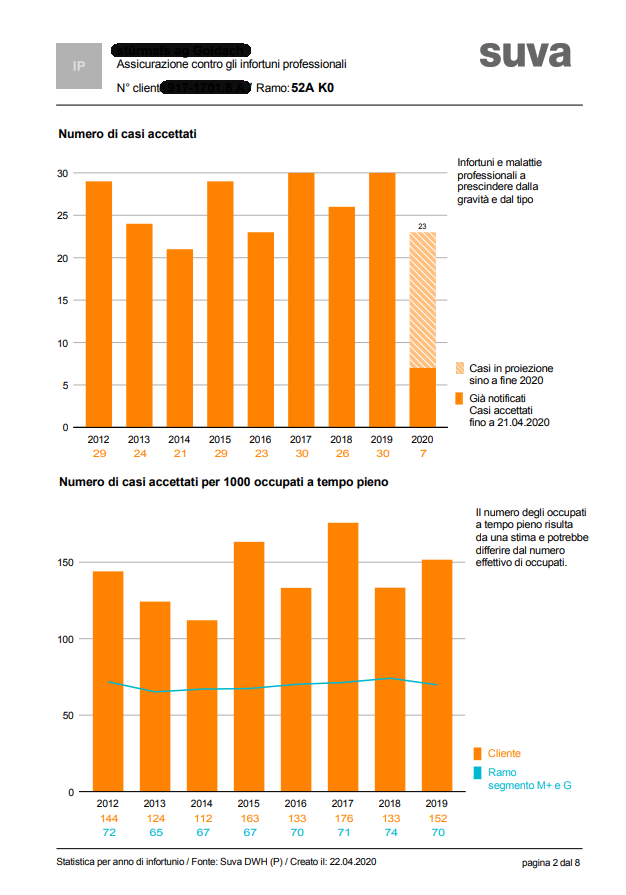 IP
suva
Assicurazione contro gli infortuni professionali
N° client
Ramo: 52A K0
Numero di casi accettati
Infortuni e malattie
professionali a
prescindere dalla
gravità e dal tipo
30
25
20
15
10
5
0
23
Casi in proiezione
sino a fine 2020
Già notificati
Casi accettati
fino a 21.04.2020
2012 2013 2014 2015 2016 2017 2018 2019 2020
29 24 21 29 23 30 26 30 7
Numero di casi accettati per 1000 occupati a tempo pieno
Il numero degli occupati
a tempo pieno risulta
da una stima e potrebbe
differire dal numero
effettivo di occupati.
150
100
50
0
Cliente
Ramo
segmento M+ e G
2012 2013 2014 2015 2016 2017 2018 2019
144 124 112 163 133 176 133 152
72 65 67 67 70 71 74 70
Statistica per anno di infortunio / Fonte: Suva DWH (P) / Creato il: 22.04.2020
pagina 2 dal 8